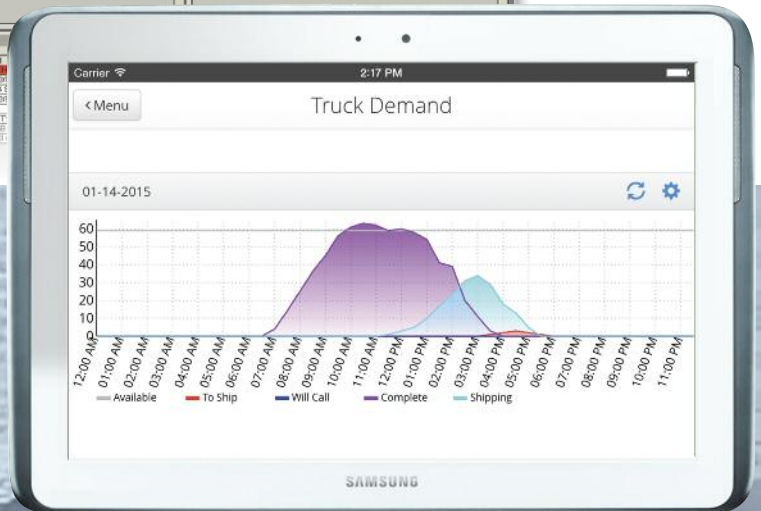 Carrier 2:17 PM
< Menu Truck Demand
01-14-2015
60
50
40
30
20
10
0
12:00 AM 01:00 AM 02:00 AM 03:00 AM 04:00 AM 05:00 AM 06:00 AM 07:00 AM 08:00 AM 09:00 AM 10:00 AM 11:00 AM 12:00 PM 01:00 PM 02:00 PM 03:00 PM 04:00 PM 05:00 PM 06:00 PM 07:00 PM 08:00 PM 09:00 PM 10:00 PM 11:00 PM
Available To Ship Will Call Complete Shipping
SAMSUNG